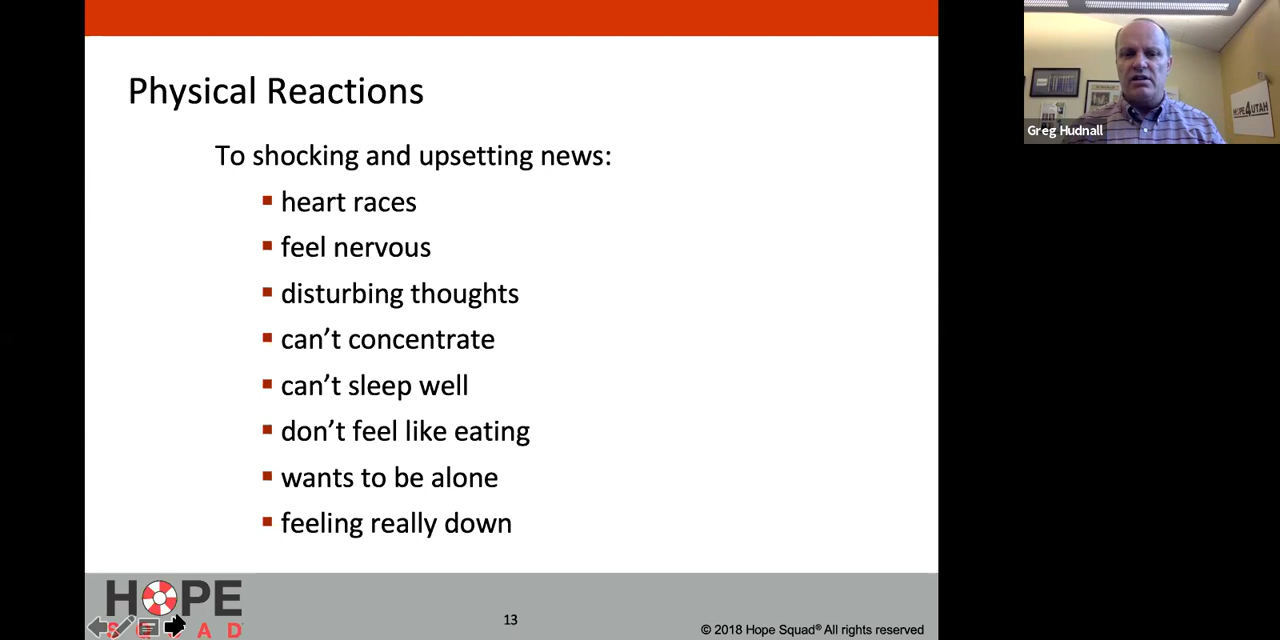 Physical Reactions
To shocking and upsetting news:
heart races
feel nervous
disturbing thoughts
can’t concentrate
can’t sleep well
don’t feel like eating
wants to be alone
feeling really down
HOPE
SQUAD
13
© 2018 Hope Squad® All rights reserved
Greg Hudnall
HOPE4UTAH